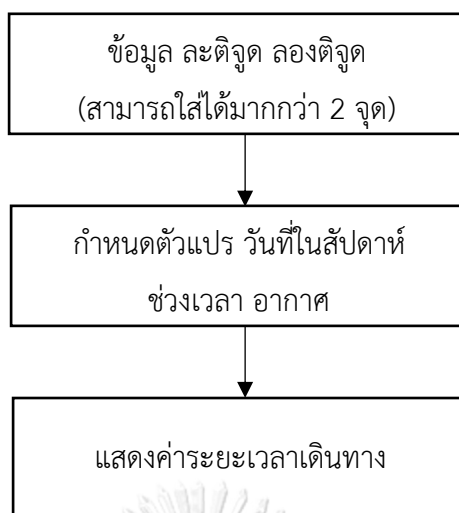 ข้อมูล ละติจูด ลองติจูด
(สามารถใส่ได้มากกว่า 2 จุด)
กำหนดตัวแปร วันที่ในสัปดาห์
ช่วงเวลา อากาศ
แสดงค่าระยะเวลาเดินทาง